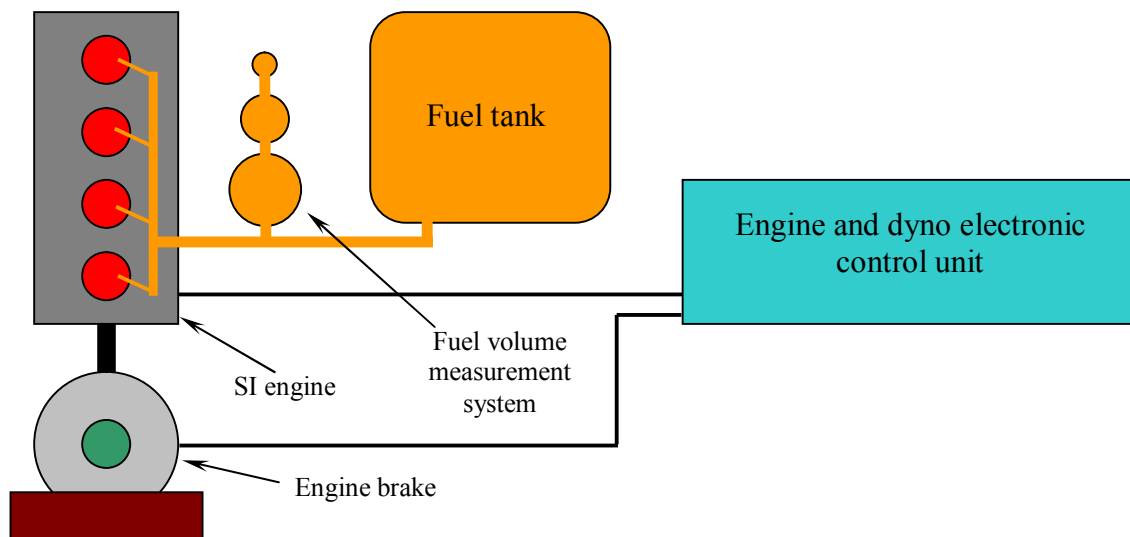 Fuel tank
Engine and dyno electronic
control unit
Fuel volume
measurement
system
SI engine
Engine brake